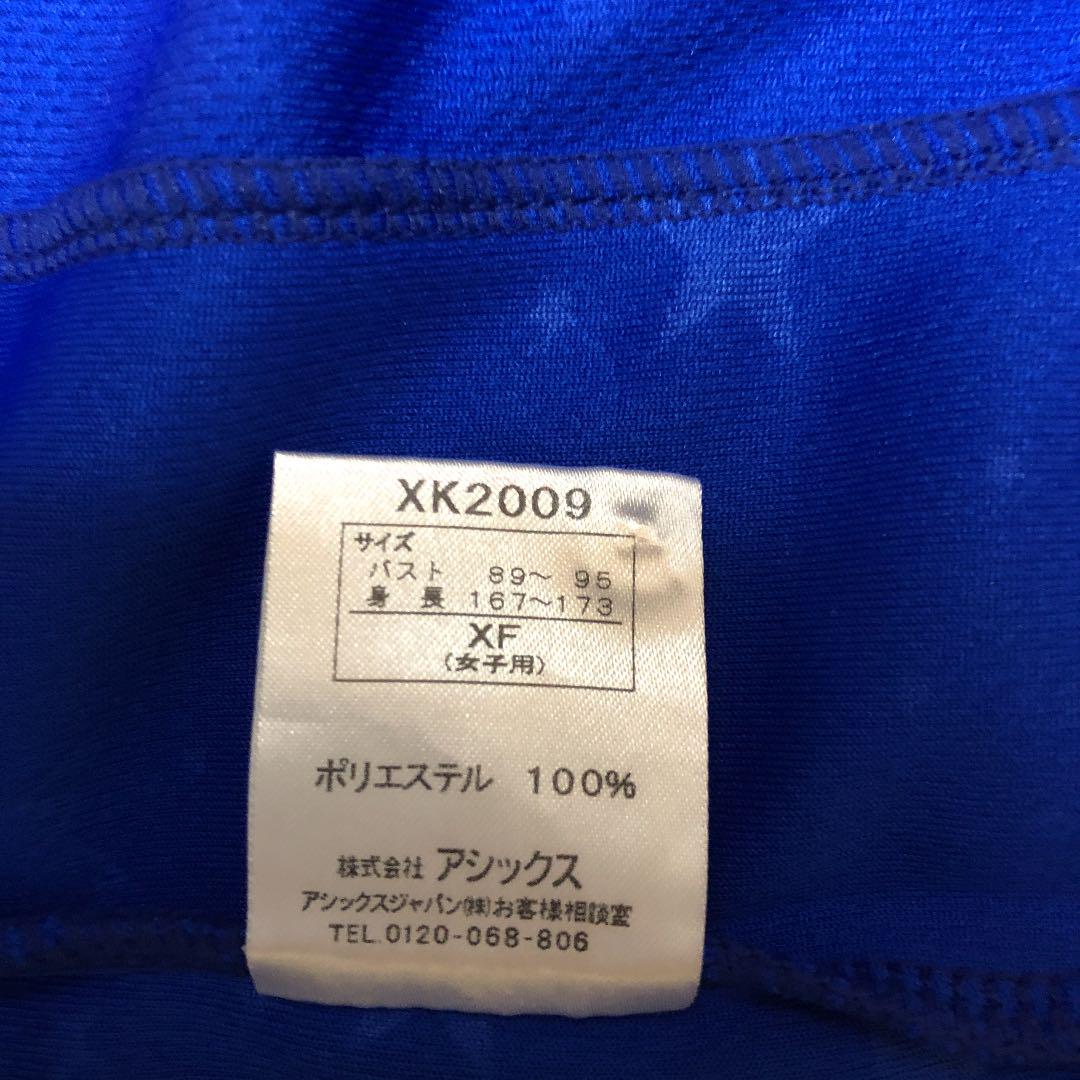 XK2009
サイズ
バスト 89～ 95
身 長 167～173
XF
(女子用)
ポリエステル 100%
株式会社 アシックス
アシックスジャパン㈱お客様相談室
TEL.0120-068-806